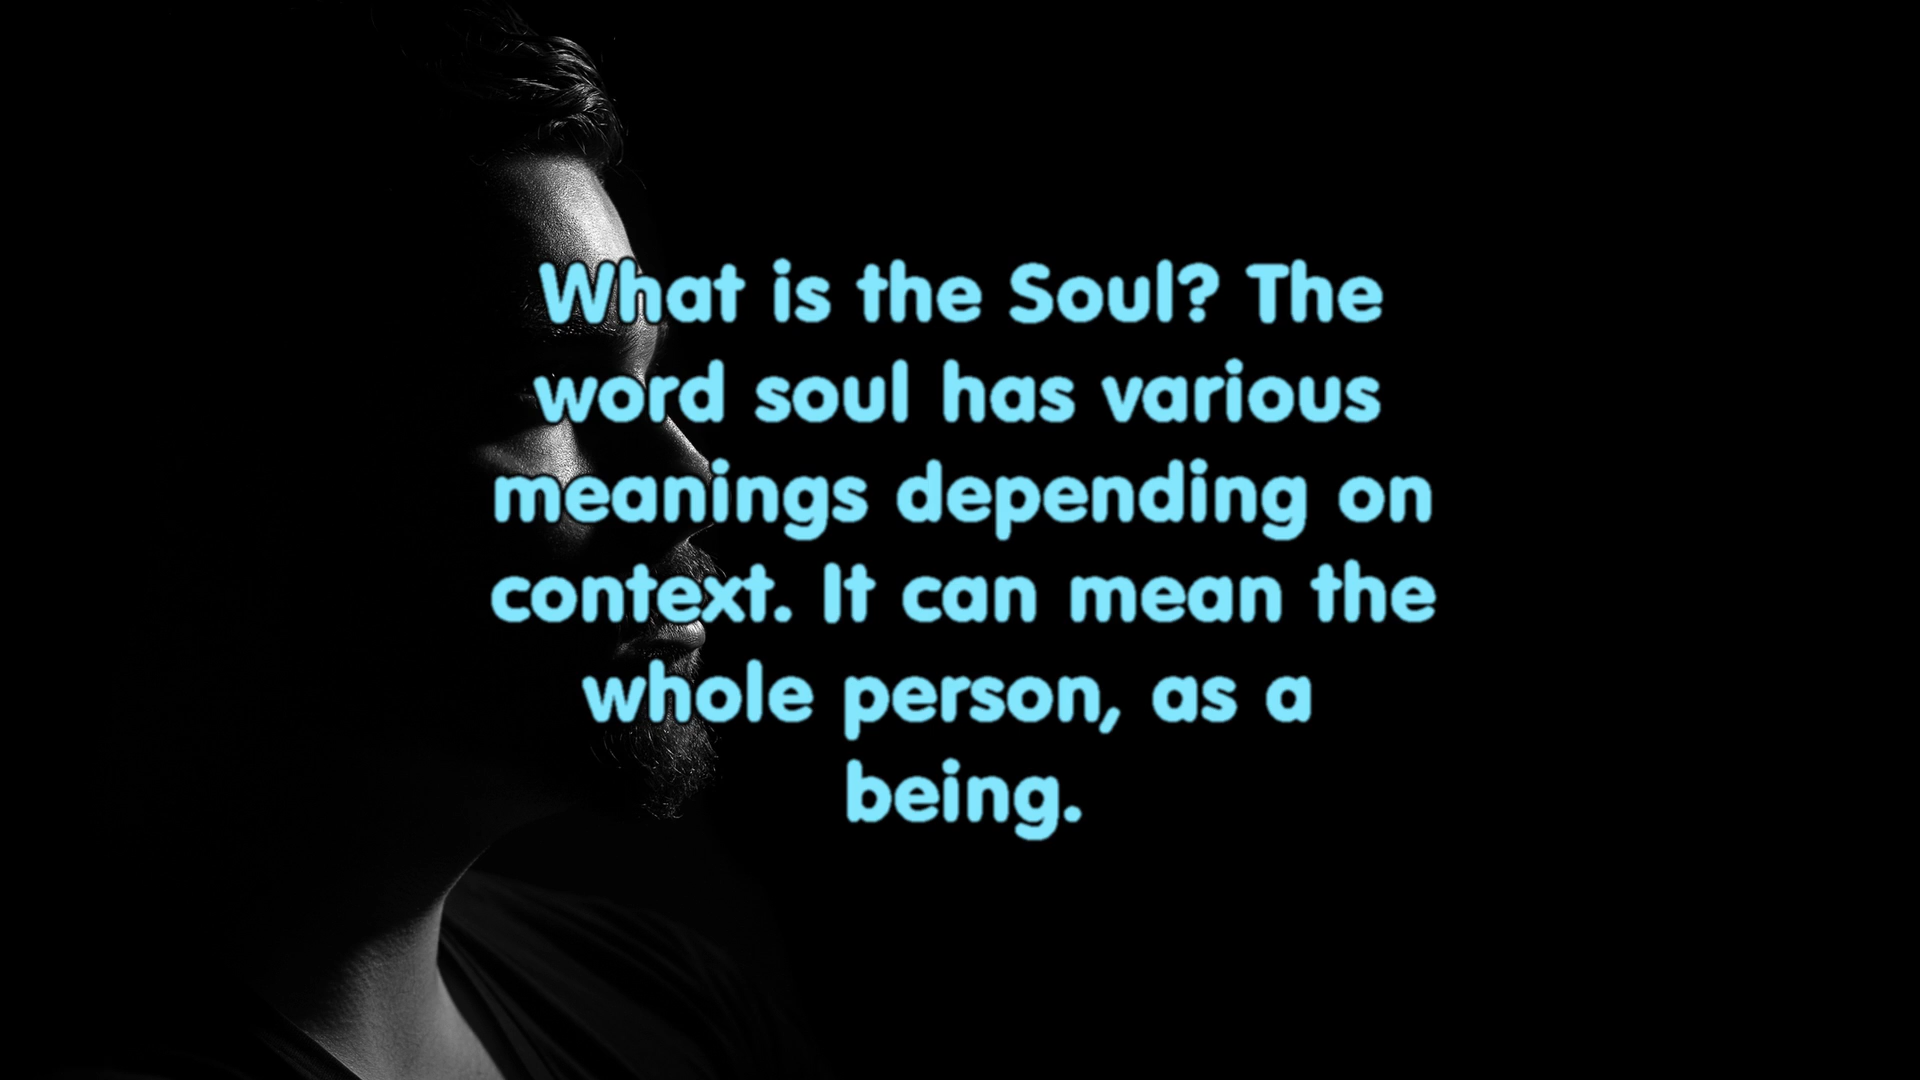 What is the Soul? The
word soul has various
meanings depending on
context. It can mean the
whole person, as a
being.